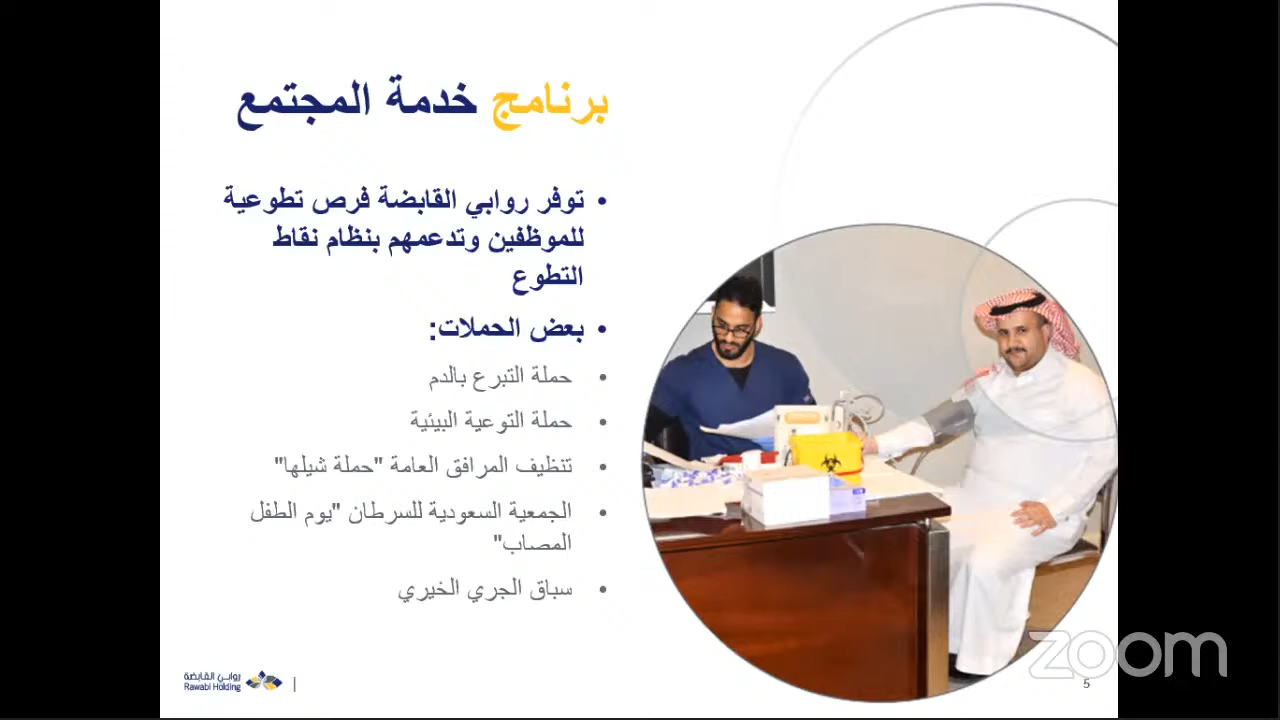 برنامج خدمة المجتمع
• توفر روابي القابضة فرص تطوعية
للموظفين وتدعمهم بنظام نقاط
التطوع
• بعض الحملات:
• حملة التبرع بالدم
• حملة التوعية البيئية
• تنظيف المرافق العامة "حملة شيلها"
• الجمعية السعودية للسرطان "يوم الطفل
المصاب"
• سباق الجري الخيري
روابي القابضة
Rawabi Holding
|
zoom
5